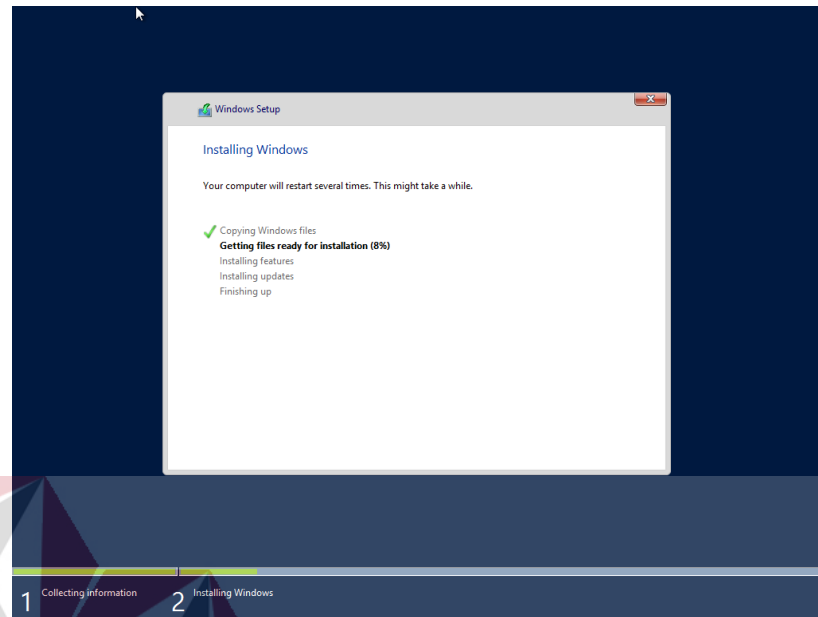 Windows Setup
Installing Windows
Your computer will restart several times. This might take a while.
Copying Windows files
Getting files ready for installation (8%)
Installing features
Installing updates
Finishing up
1 Collecting information 2 Installing Windows